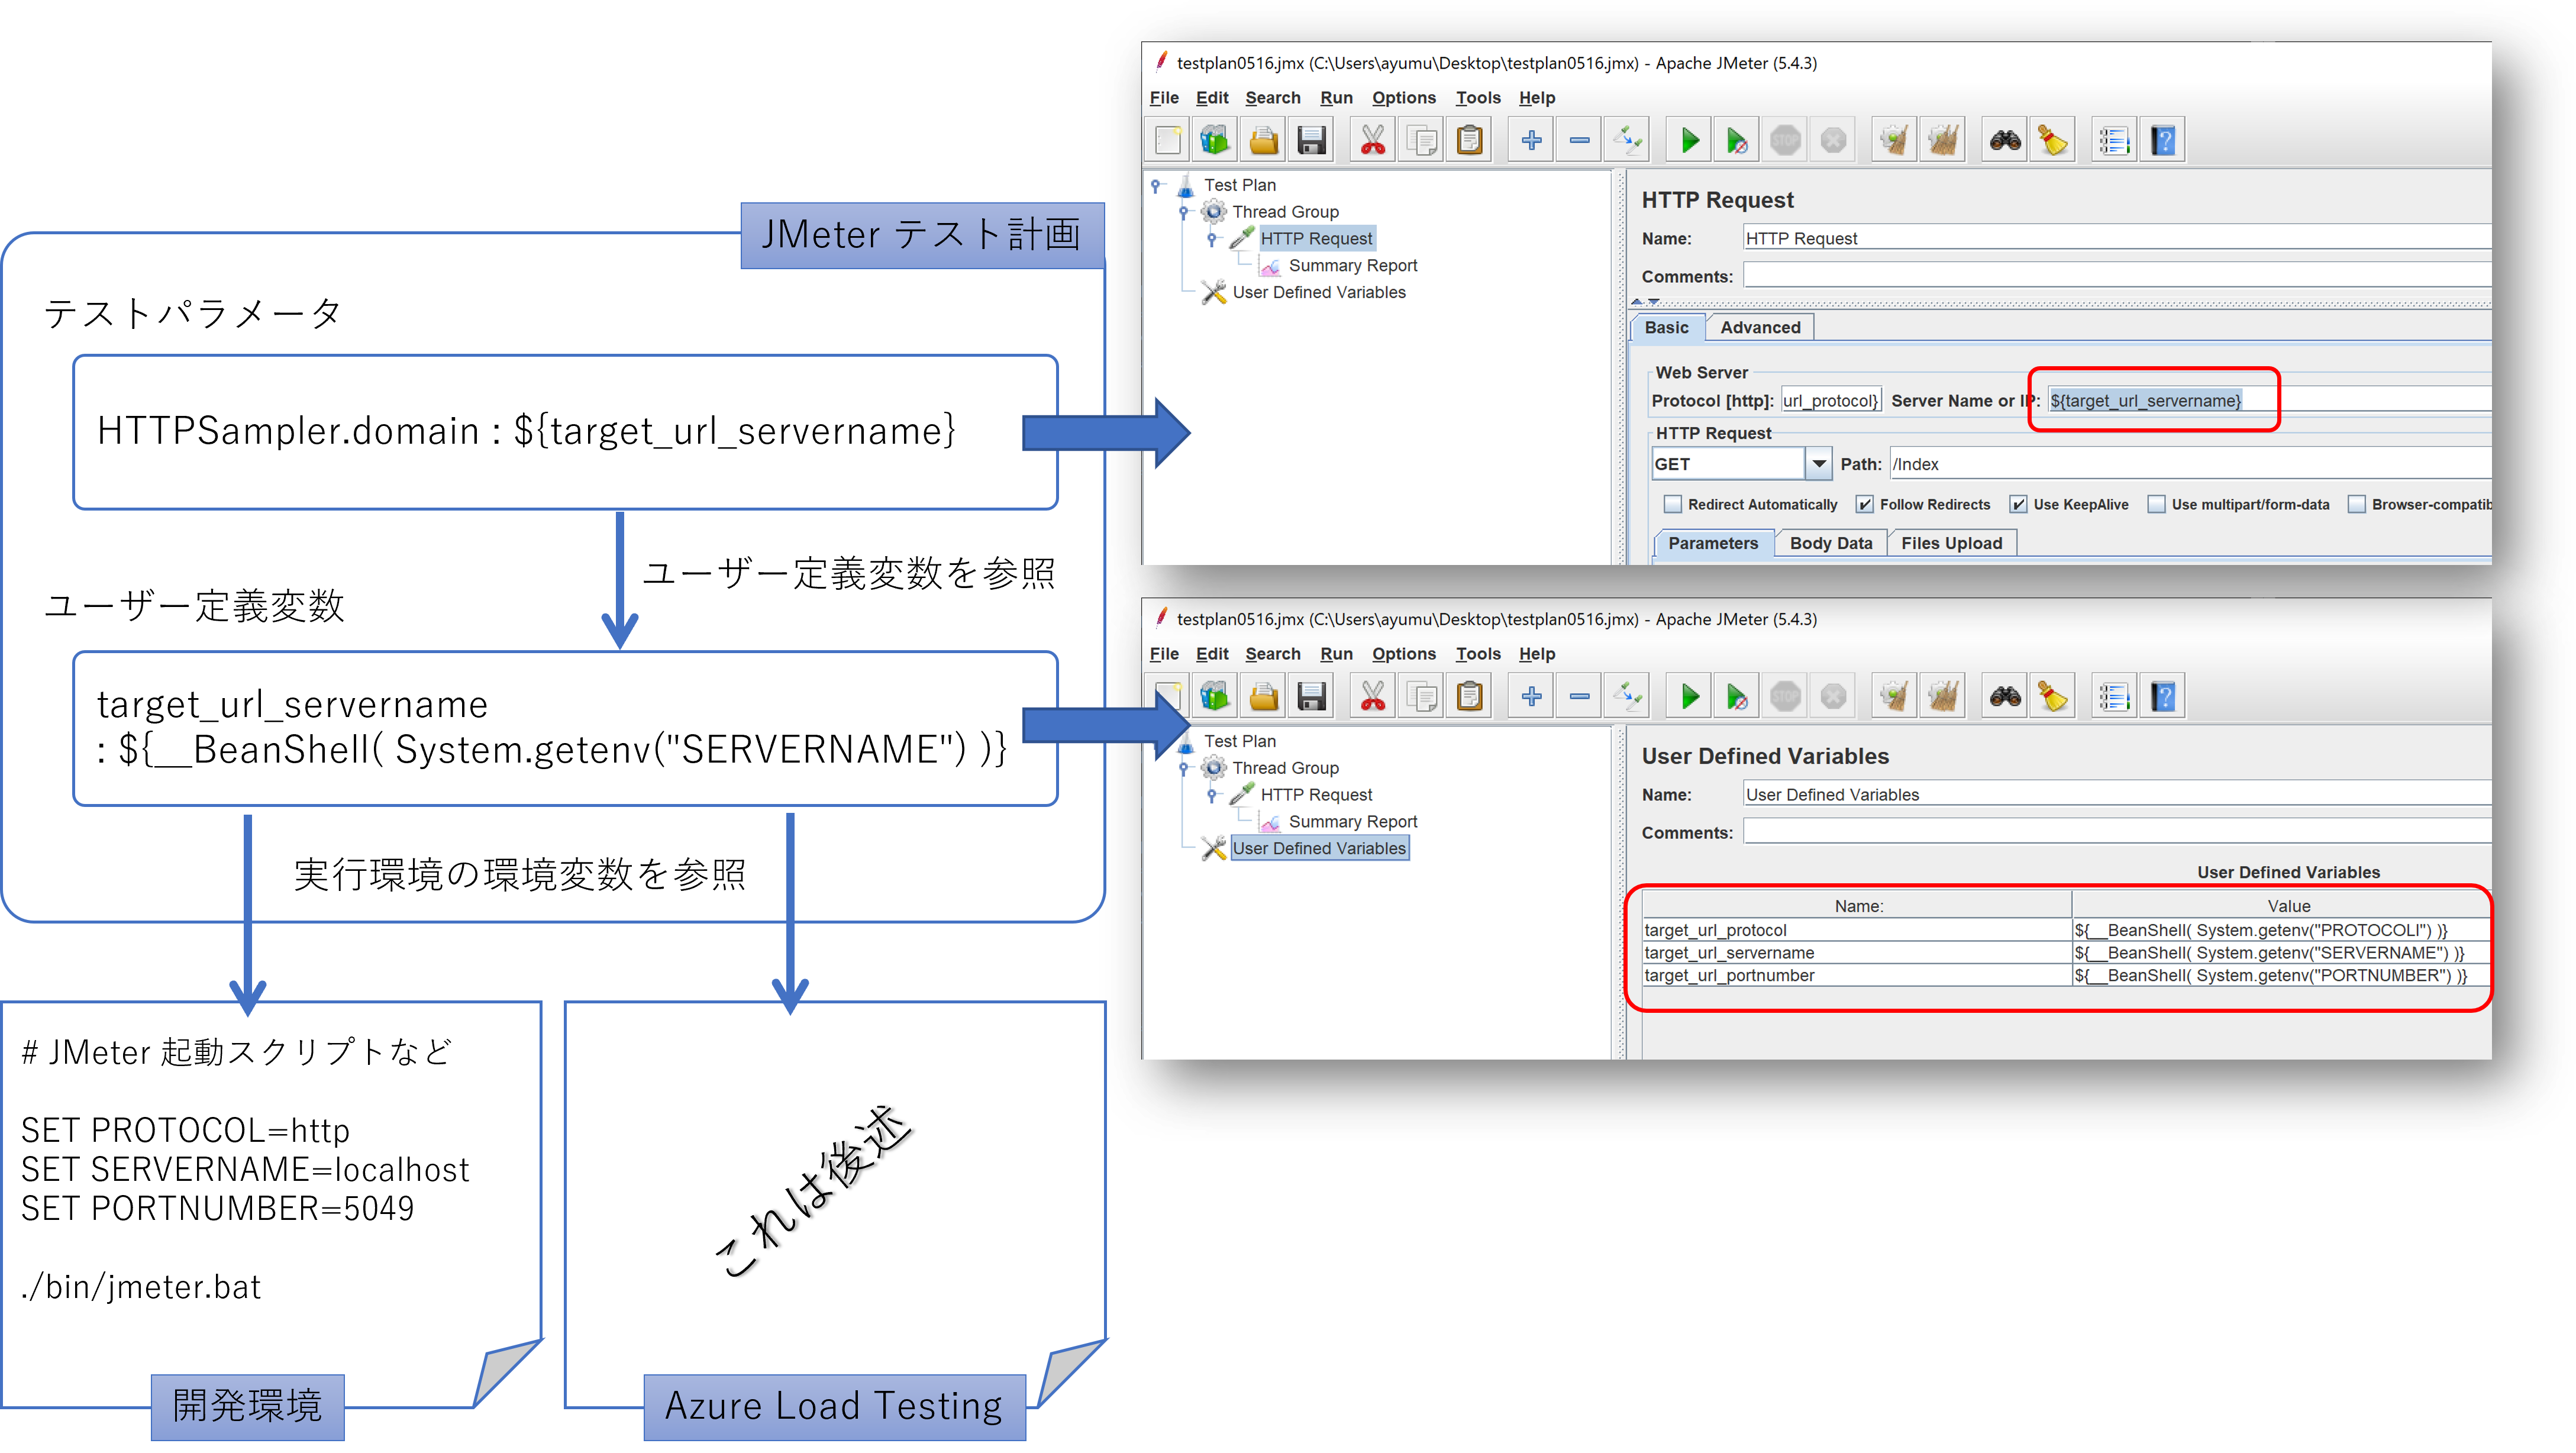 JMeter テスト計画
テストパラメータ
HTTPSampler.domain : ${target_url_servername}
ユーザー定義変数を参照
ユーザー定義変数
target_url_servername
: ${__BeanShell( System.getenv("SERVERNAME") )}
実行環境の環境変数を参照
# JMeter 起動スクリプトなど
SET PROTOCOL=http
SET SERVERNAME=localhost
SET PORTNUMBER=5049
./bin/jmeter.bat
開発環境
これは後述
Azure Load Testing
testplan0516.jmx (C:\Users\ayumu\Desktop\testplan0516.jmx) - Apache JMeter (5.4.3)
File Edit Search Run Options Tools Help
STOP
Test Plan
Thread Group
HTTP Request
Summary Report
User Defined Variables
HTTP Request
Name: HTTP Request
Comments:
Basic Advanced
Web Server
Protocol [http]: url_protocol} Server Name or IP: ${target_url_servername}
HTTP Request
GET Path: /Index
Redirect Automatically Follow Redirects Use KeepAlive Use multipart/form-data Browser-compatib
Parameters Body Data Files Upload
testplan0516.jmx (C:\Users\ayumu\Desktop\testplan0516.jmx) - Apache JMeter (5.4.3)
File Edit Search Run Options Tools Help
STOP
Test Plan
Thread Group
HTTP Request
Summary Report
User Defined Variables
User Defined Variables
Name: User Defined Variables
Comments:
User Defined Variables
Name: Value
target_url_protocol ${__BeanShell( System.getenv("PROTOCOLI") )}
target_url_servername ${__BeanShell( System.getenv("SERVERNAME") )}
target_url_portnumber ${__BeanShell( System.getenv("PORTNUMBER") )}